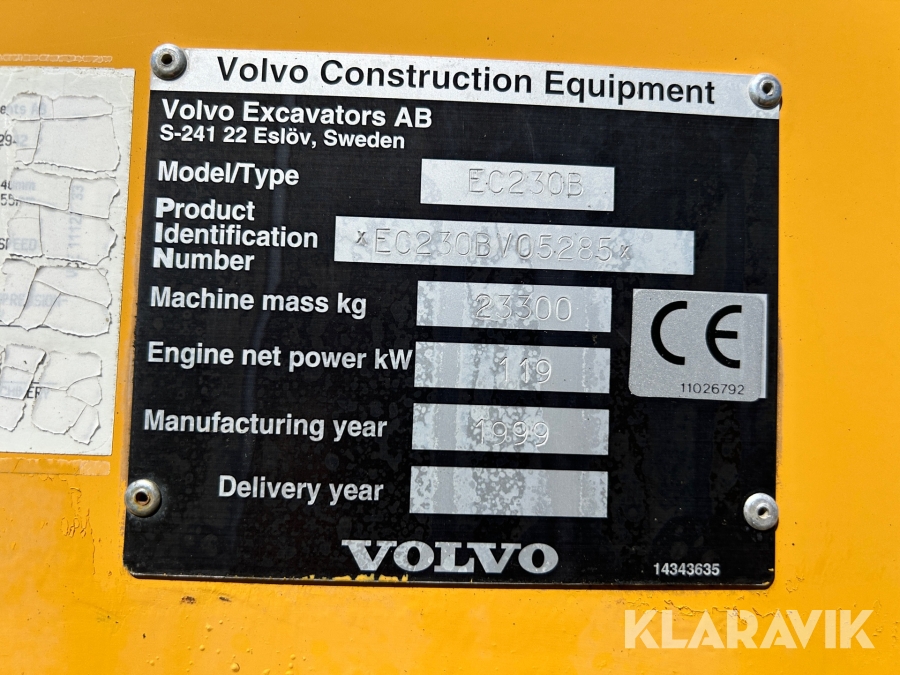 Volvo Construction Equipment
Volvo Excavators AB
S-241 22 Eslöv, Sweden
Model/Type EC230B
Product
Identification *EC230BV05285*
Number
Machine mass kg 23300
CE
11026792
Engine net power kW 119
Manufacturing year 1999
Delivery year
VOLVO
14343635
KLARAVIK
SPEED